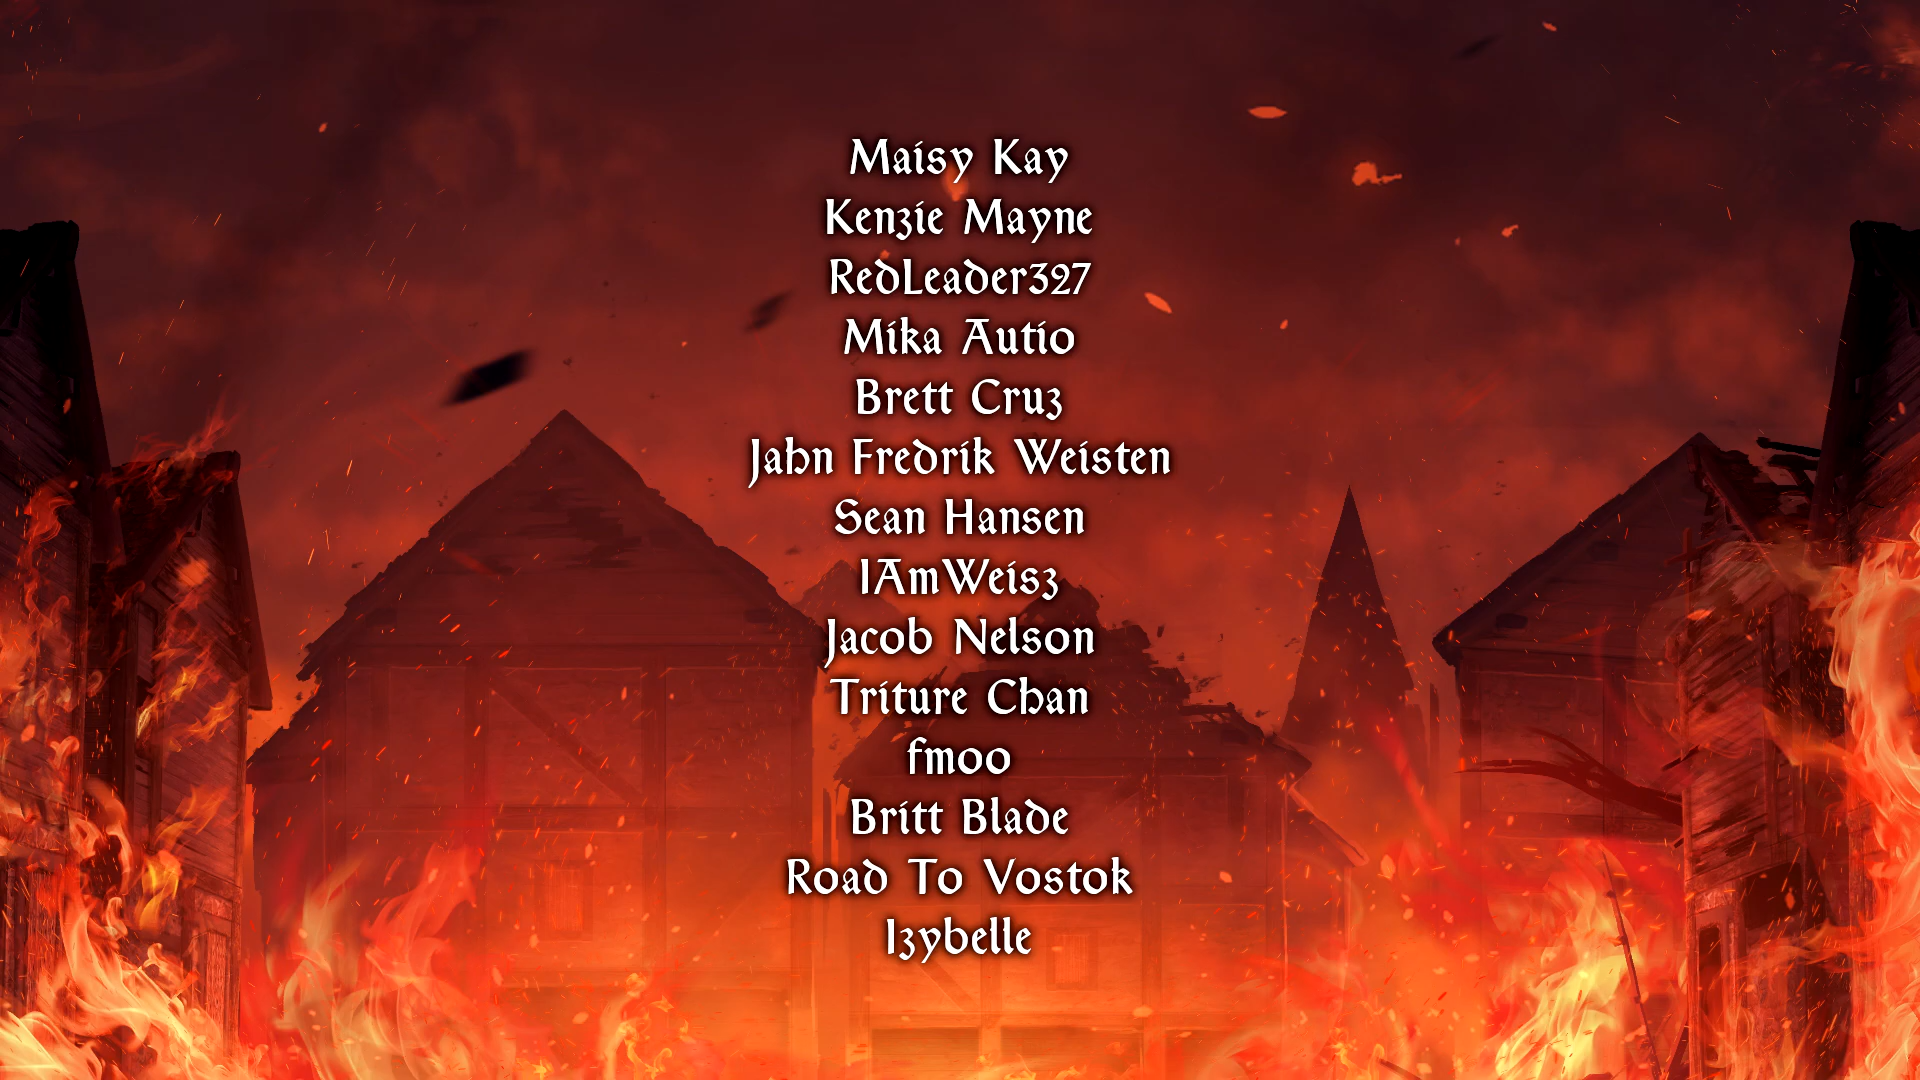 Maisy Kay
Kenzie Mayne
RedLeader327
Mika Autio
Brett Cruz
Jahn Fredrik Weisten
Sean Hansen
IAmWeisz
Jacob Nelson
Triture Chan
fmoo
Britt Blade
Road To Vostok
Izybelle